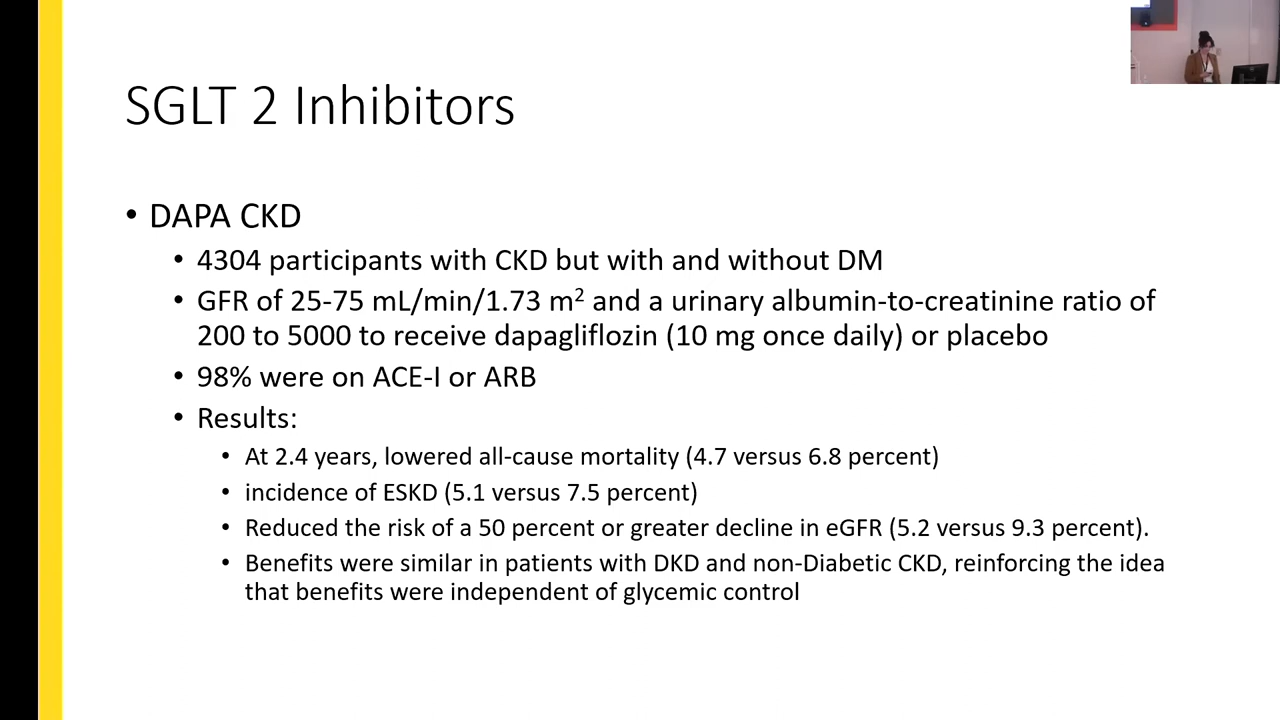 SGLT 2 Inhibitors
• DAPA CKD
• 4304 participants with CKD but with and without DM
• GFR of 25-75 mL/min/1.73 m² and a urinary albumin-to-creatinine ratio of
200 to 5000 to receive dapagliflozin (10 mg once daily) or placebo
• 98% were on ACE-I or ARB
• Results:
• At 2.4 years, lowered all-cause mortality (4.7 versus 6.8 percent)
• incidence of ESKD (5.1 versus 7.5 percent)
• Reduced the risk of a 50 percent or greater decline in eGFR (5.2 versus 9.3 percent).
• Benefits were similar in patients with DKD and non-Diabetic CKD, reinforcing the idea
that benefits were independent of glycemic control